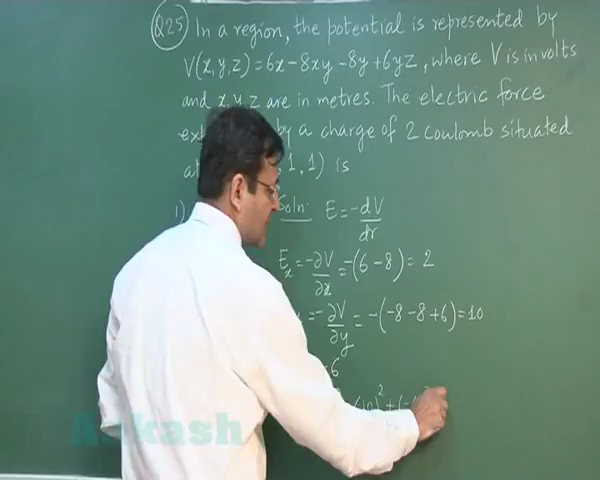 Q25 In a region, the potential is represented by
V(x, y, z) = 6x - 8xy - 8y + 6yz, where V is in volts
and x, y, z are in metres. The electric force
by a charge of 2 coulomb situated
1, 1) is
1) Soln: E = -dV/dr
Ex = -∂V/∂x = -(6 - 8) = 2
= -∂V/∂y = -(-8 - 8 + 6) = 10
6
(10)² + (-
Aakash